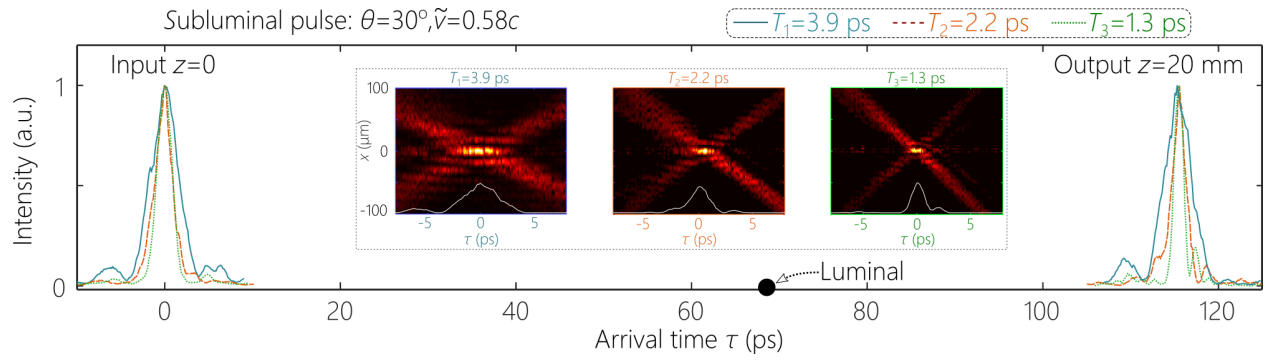 Subluminal pulse: θ=30°,ṽ=0.58c
T₁=3.9 ps T₂=2.2 ps T₃=1.3 ps
Input z=0
Output z=20 mm
T₁=3.9 ps
T₂=2.2 ps
T₃=1.3 ps
100
0
-100
x (μm)
-5 0 5
-5 0 5
-5 0 5
τ (ps)
τ (ps)
τ (ps)
Luminal
1
0
Intensity (a.u.)
0 20 40 60 80 100 120
Arrival time τ (ps)